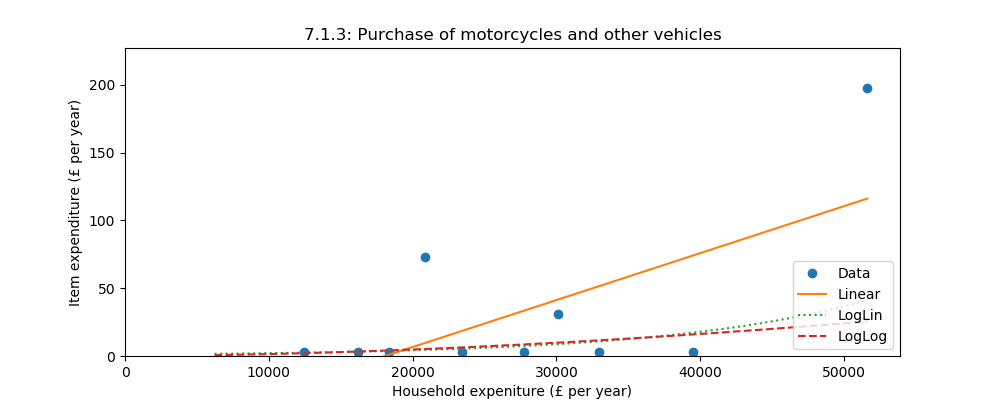 7.1.3: Purchase of motorcycles and other vehicles
Item expenditure (£ per year)
200
150
100
50
0
0 10000 20000 30000 40000 50000
Household expeniture (£ per year)
Data
Linear
LogLin
LogLog